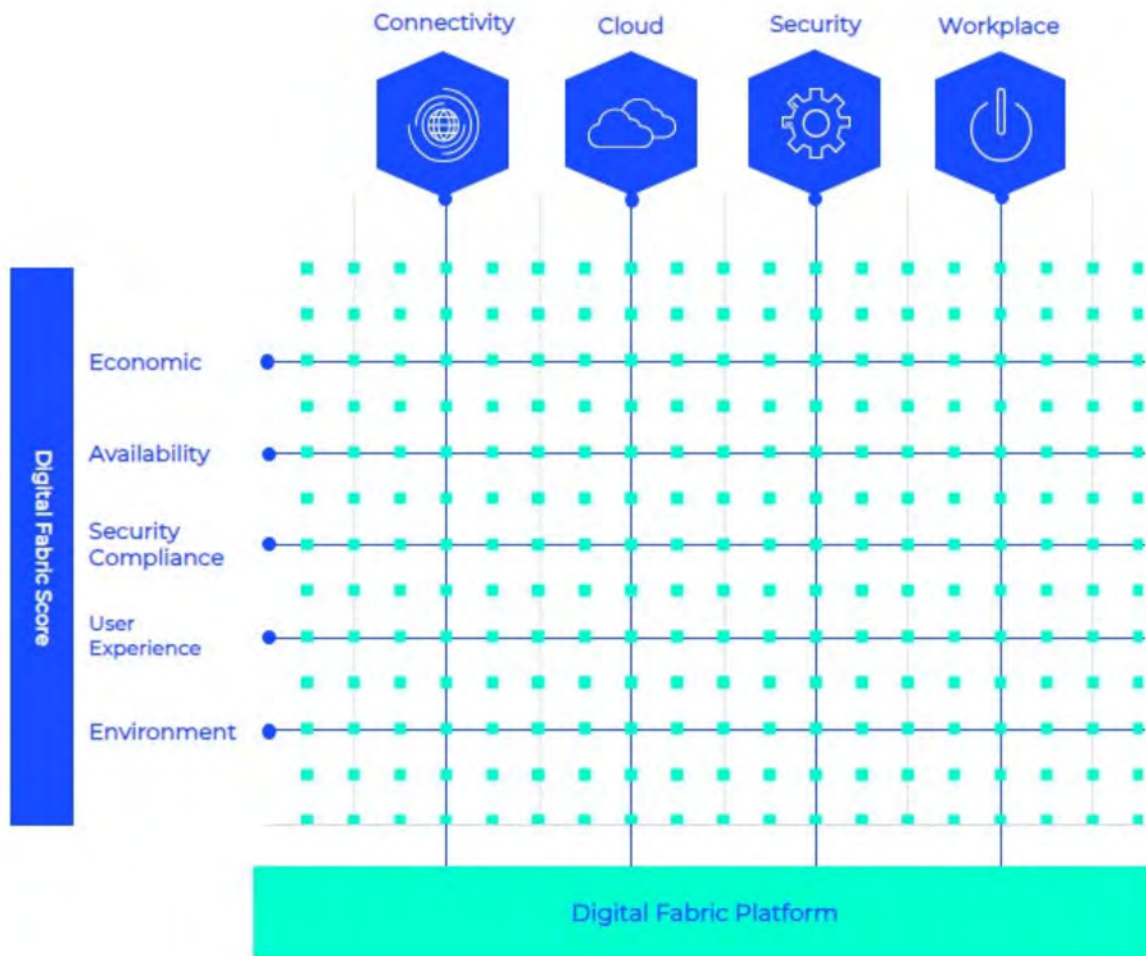 Connectivity
Cloud
Security
Workplace
Digital Fabric Score
Economic
Availability
Security
Compliance
User
Experience
Environment
Digital Fabric Platform